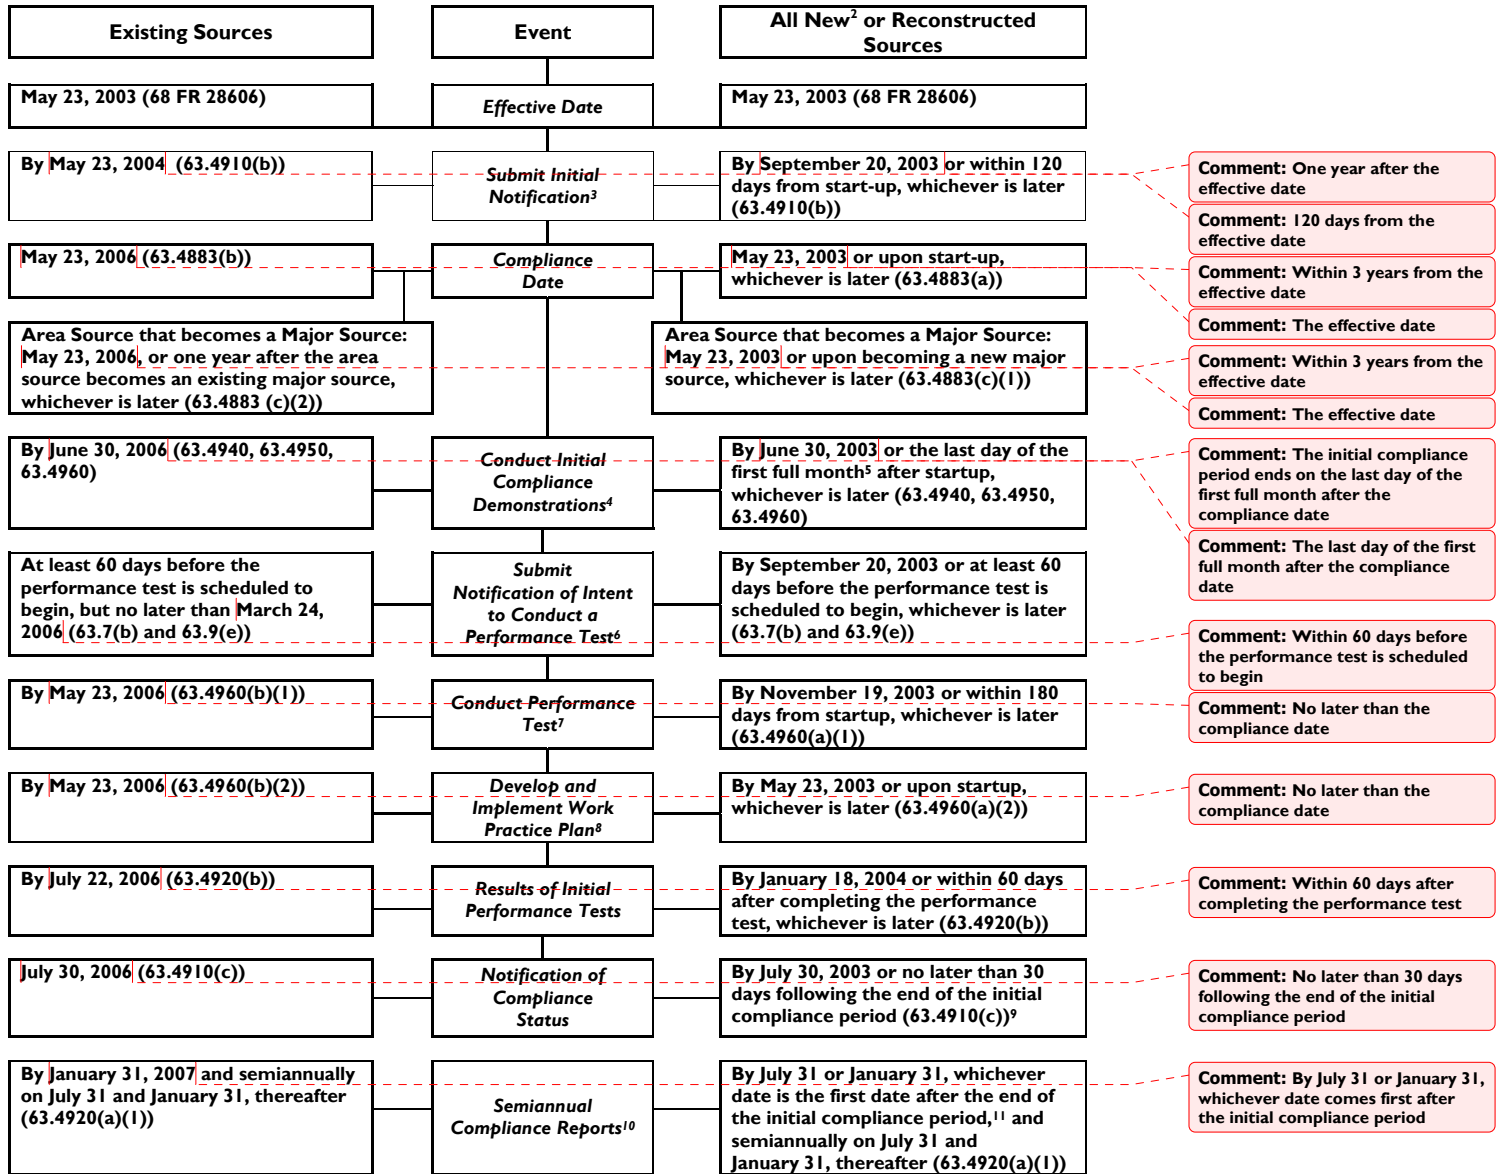 Existing Sources
Event
All New² or Reconstructed
Sources
May 23, 2003 (68 FR 28606)
Effective Date
May 23, 2003 (68 FR 28606)
By May 23, 2004 (63.4910(b))
Submit Initial
Notification³
By September 20, 2003 or within 120
days from start-up, whichever is later
(63.4910(b))
Comment: One year after the
effective date
Comment: 120 days from the
effective date
May 23, 2006 (63.4883(b))
Compliance
Date
May 23, 2003 or upon start-up,
whichever is later (63.4883(a))
Comment: Within 3 years from the
effective date
Comment: The effective date
Area Source that becomes a Major Source:
May 23, 2006, or one year after the area
source becomes an existing major source,
whichever is later (63.4883 (c)(2))
Area Source that becomes a Major Source:
May 23, 2003 or upon becoming a new major
source, whichever is later (63.4883(c)(1))
Comment: Within 3 years from the
effective date
Comment: The effective date
By June 30, 2006 (63.4940, 63.4950,
63.4960)
Conduct Initial
Compliance
Demonstrations⁴
By June 30, 2003 or the last day of the
first full month⁵ after startup,
whichever is later (63.4940, 63.4950,
63.4960)
Comment: The initial compliance
period ends on the last day of the
first full month after the
compliance date
Comment: The last day of the first
full month after the compliance
date
At least 60 days before the
performance test is scheduled to
begin, but no later than March 24,
2006 (63.7(b) and 63.9(e))
Submit
Notification of Intent
to Conduct a
Performance Test⁶
By September 20, 2003 or at least 60
days before the performance test is
scheduled to begin, whichever is later
(63.7(b) and 63.9(e))
Comment: Within 60 days before
the performance test is scheduled
to begin
By May 23, 2006 (63.4960(b)(1))
Conduct Performance
Test⁷
By November 19, 2003 or within 180
days from startup, whichever is later
(63.4960(a)(1))
Comment: No later than the
compliance date
By May 23, 2006 (63.4960(b)(2))
Develop and
Implement Work
Practice Plan⁸
By May 23, 2003 or upon startup,
whichever is later (63.4960(a)(2))
Comment: No later than the
compliance date
By July 22, 2006 (63.4920(b))
Results of Initial
Performance Tests
By January 18, 2004 or within 60 days
after completing the performance
test, whichever is later (63.4920(b))
Comment: Within 60 days after
completing the performance test
July 30, 2006 (63.4910(c))
Notification of
Compliance
Status
By July 30, 2003 or no later than 30
days following the end of the initial
compliance period (63.4910(c))⁹
Comment: No later than 30 days
following the end of the initial
compliance period
By January 31, 2007 and semiannually
on July 31 and January 31, thereafter
(63.4920(a)(1))
Semiannual
Compliance Reports¹⁰
By July 31 or January 31, whichever
date is the first date after the end of
the initial compliance period,¹¹ and
semiannually on July 31 and
January 31, thereafter (63.4920(a)(1))
Comment: By July 31 or January 31,
whichever date comes first after
the initial compliance period